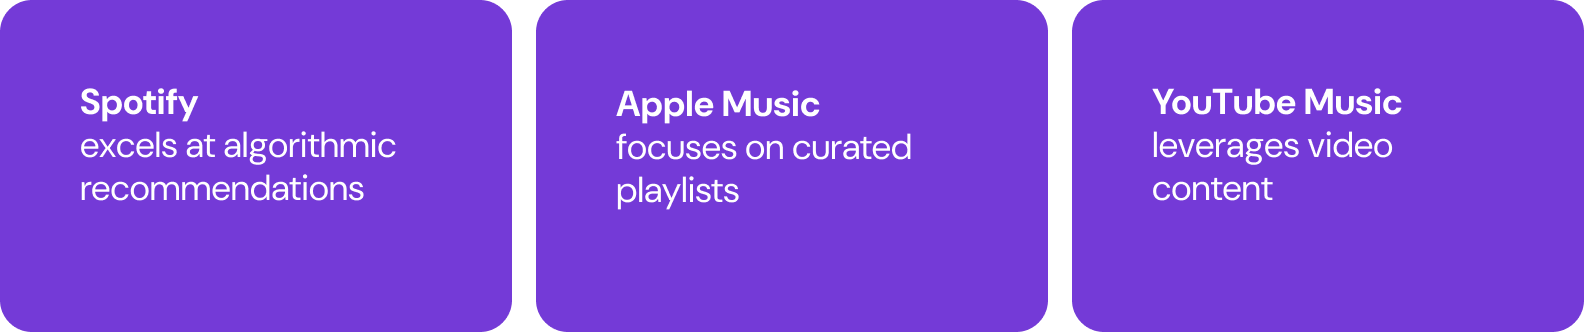 Spotify
excels at algorithmic
recommendations
Apple Music
focuses on curated
playlists
YouTube Music
leverages video
content